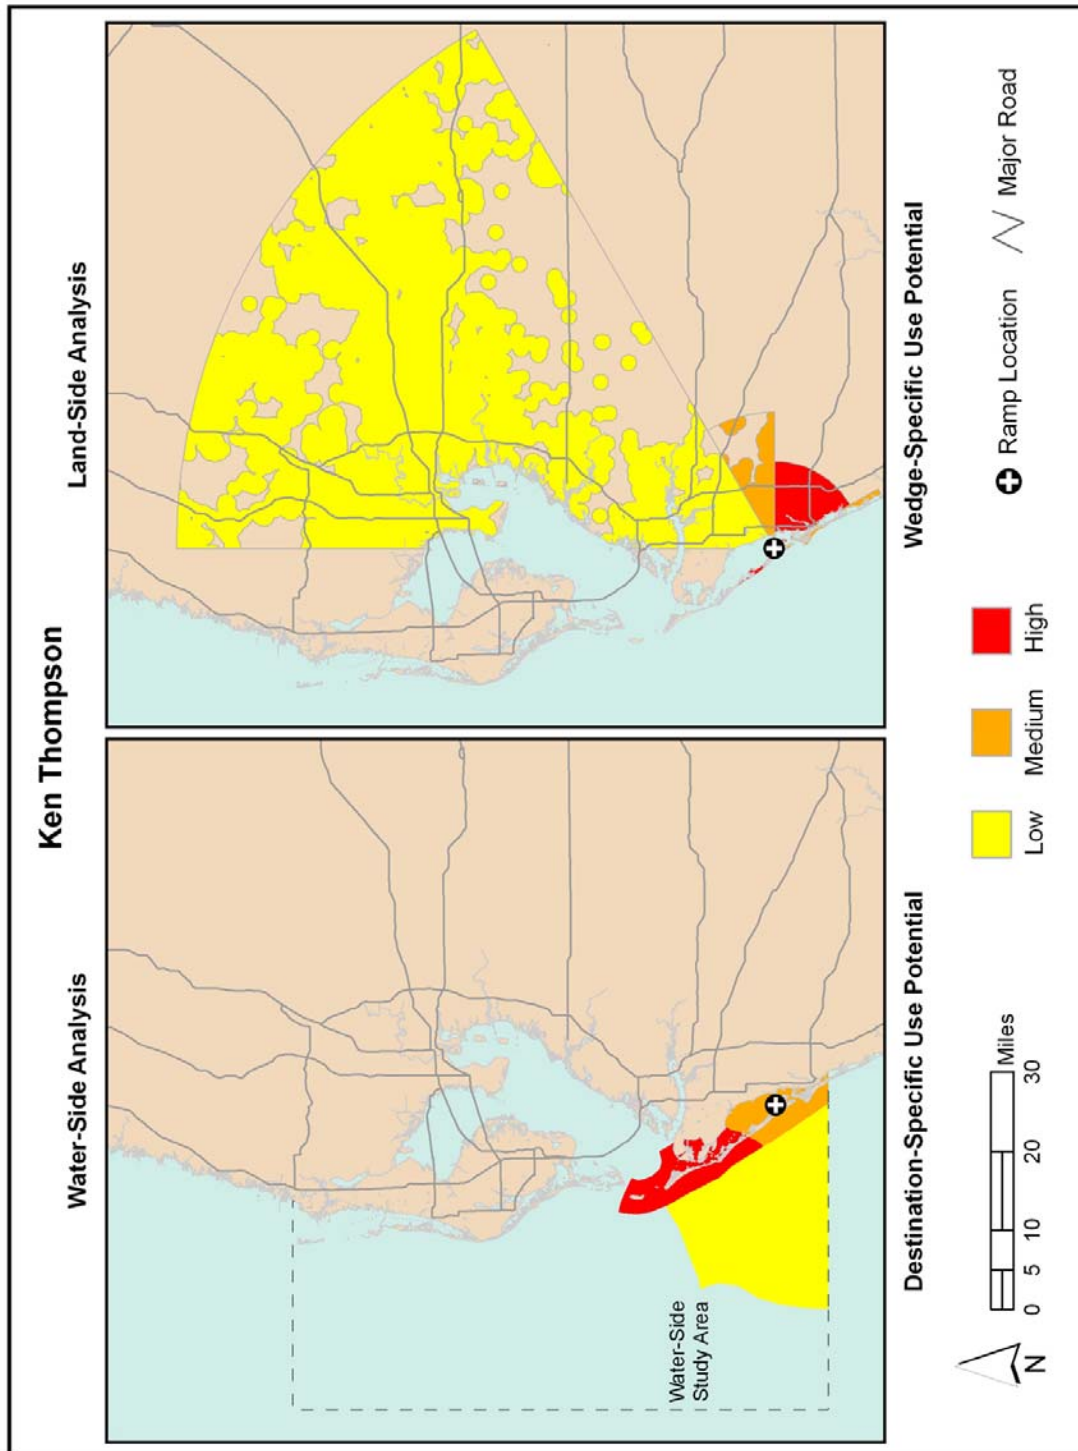 Ken Thompson
Water-Side Analysis
Land-Side Analysis
Water-Side
Study Area
Destination-Specific Use Potential
Wedge-Specific Use Potential
N
0 5 10 20 30
Miles
Low
Medium
High
Ramp Location
Major Road